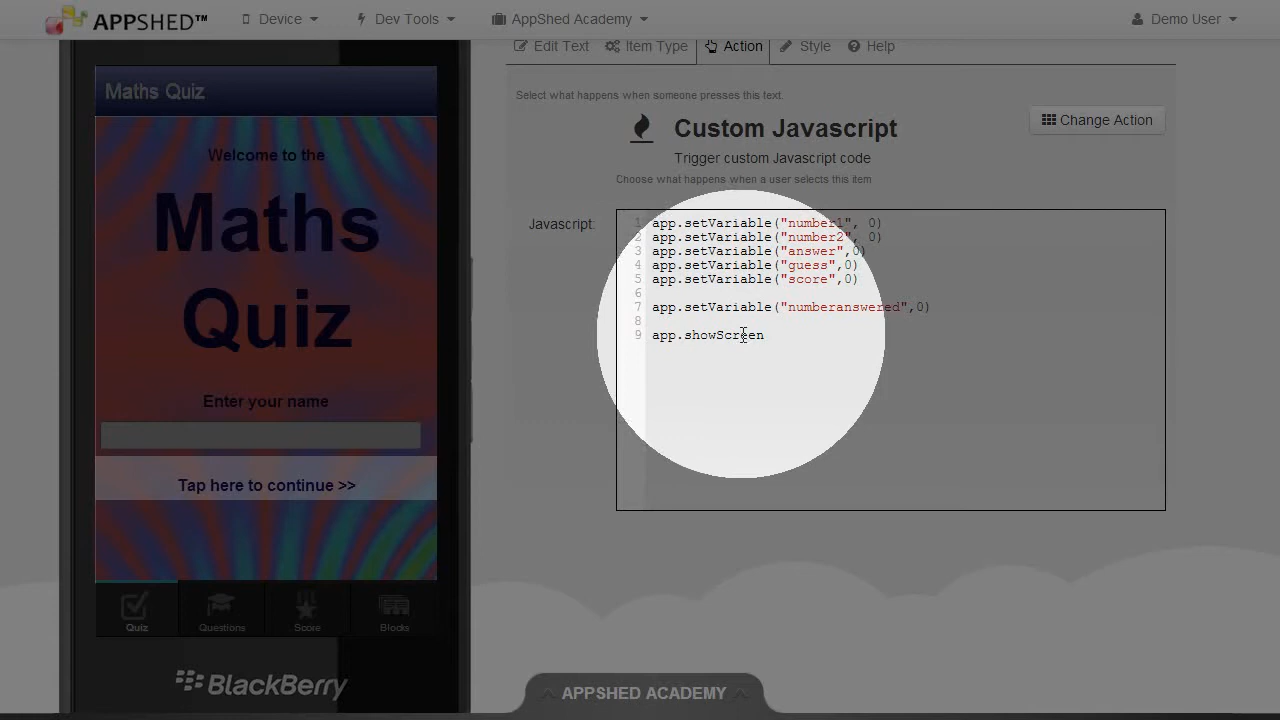 APPSHED™
Device
Dev Tools
AppShed Academy
Demo User
Edit Text
Item Type
Action
Style
Help
Select what happens when someone presses this text.
Custom Javascript
Change Action
Trigger custom Javascript code
Choose what happens when a user selects this item
Javascript:
1 app.setVariable("number1", 0)
2 app.setVariable("number2", 0)
3 app.setVariable("answer",0)
4 app.setVariable("guess",0)
5 app.setVariable("score",0)
6
7 app.setVariable("numberanswered",0)
8
9 app.showScreen
Maths Quiz
Welcome to the
Maths
Quiz
Enter your name
Tap here to continue >>
Quiz
Questions
Score
Blocks
BlackBerry
APPSHED ACADEMY